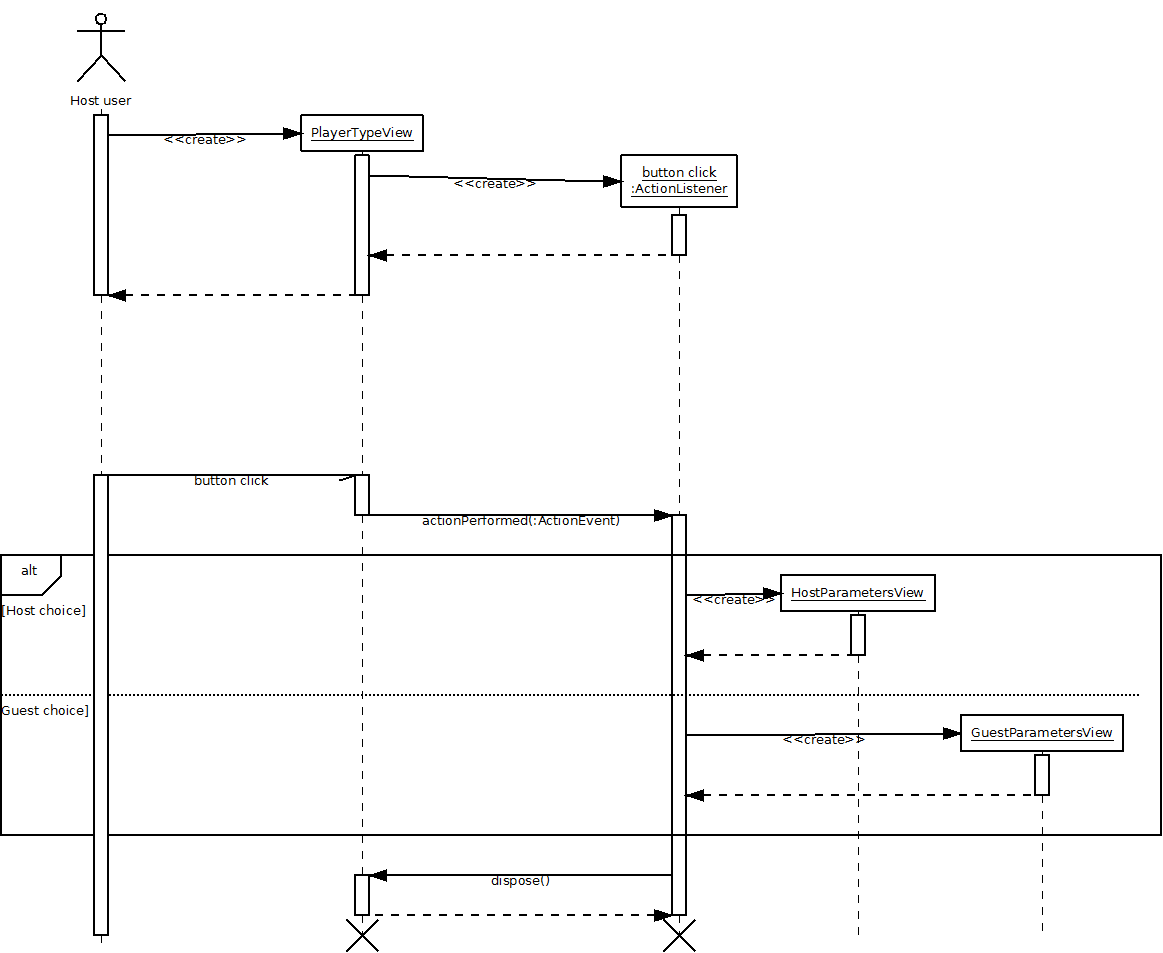 Host user
<<create>>
PlayerTypeView
<<create>>
button click
:ActionListener
button click
actionPerformed(:ActionEvent)
alt
[Host choice]
<<create>>
HostParametersView
Guest choice]
<<create>>
GuestParametersView
dispose()